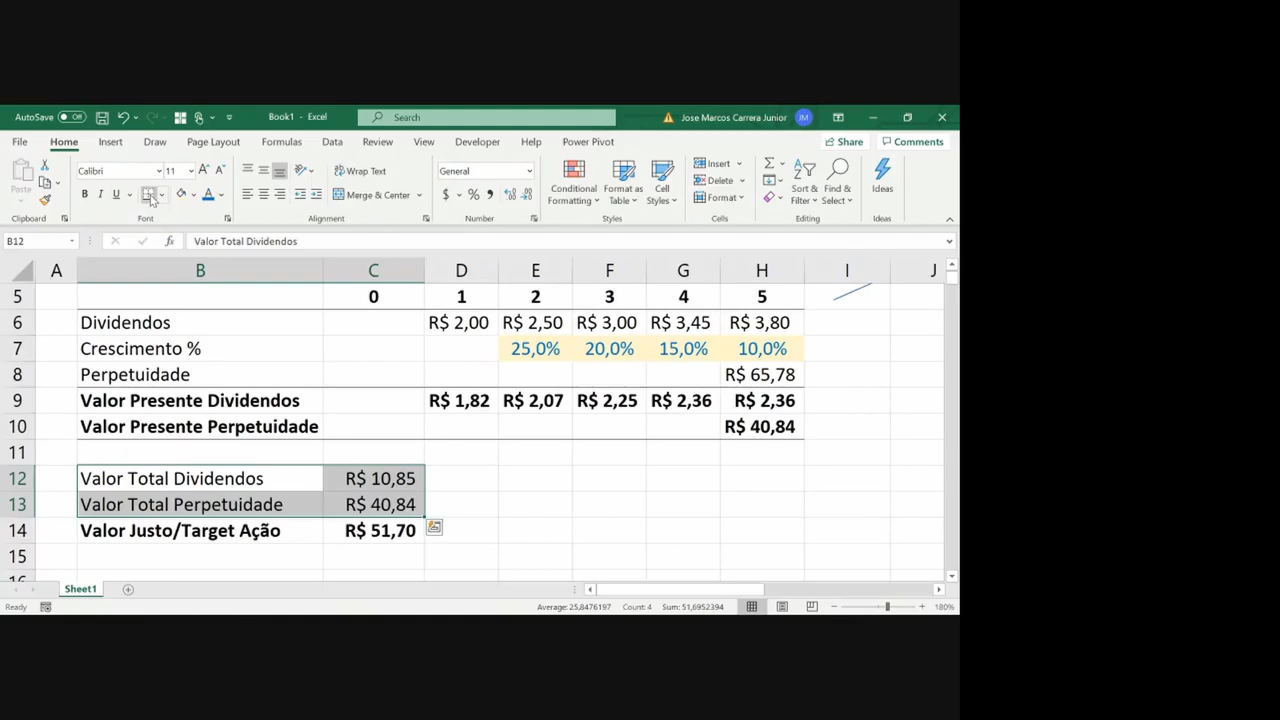 AutoSave Off Book1 - Excel Search Jose Marcos Carrera Junior JM
File Home Insert Draw Page Layout Formulas Data Review View Developer Help Power Pivot Share Comments
Paste Calibri 11 Wrap Text General Conditional Formatting Format as Table Cell Styles Insert Sort & Filter Find & Select Ideas
B I U Merge & Center $ % Delete
Format
Clipboard Font Alignment Number Styles Cells Editing Ideas
B12 fx Valor Total Dividendos
A B C D E F G H I J
5 0 1 2 3 4 5
6 Dividendos R$ 2,00 R$ 2,50 R$ 3,00 R$ 3,45 R$ 3,80
7 Crescimento % 25,0% 20,0% 15,0% 10,0%
8 Perpetuidade R$ 65,78
9 Valor Presente Dividendos R$ 1,82 R$ 2,07 R$ 2,25 R$ 2,36 R$ 2,36
10 Valor Presente Perpetuidade R$ 40,84
11
12 Valor Total Dividendos R$ 10,85
13 Valor Total Perpetuidade R$ 40,84
14 Valor Justo/Target Ação R$ 51,70
15
16
Sheet1
Ready Average: 25,8476197 Count: 4 Sum: 51,6952394 180%